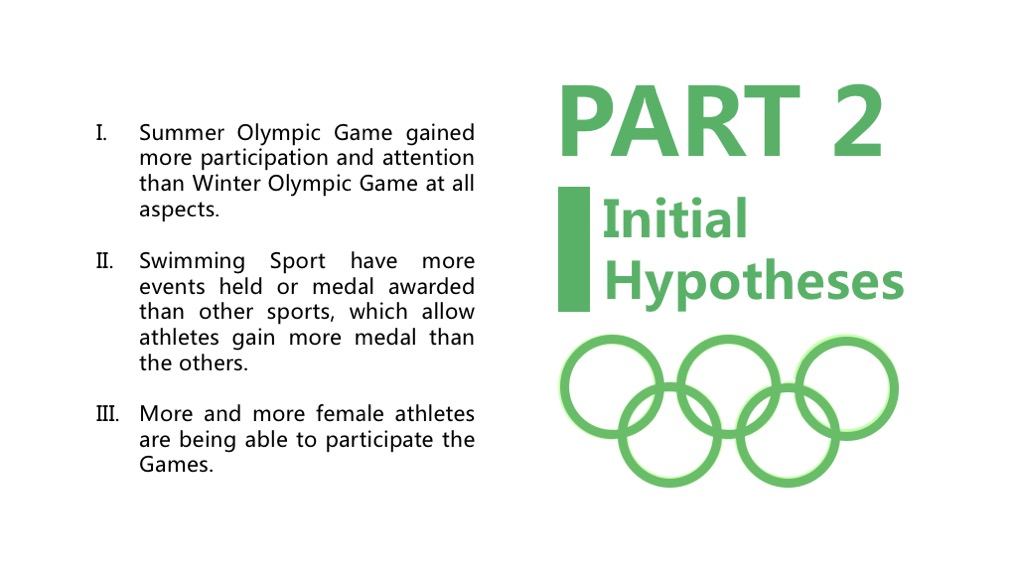 I. Summer Olympic Game gained
more participation and attention
than Winter Olympic Game at all
aspects.
II. Swimming Sport have more
events held or medal awarded
than other sports, which allow
athletes gain more medal than
the others.
III. More and more female athletes
are being able to participate the
Games.
PART 2
Initial
Hypotheses